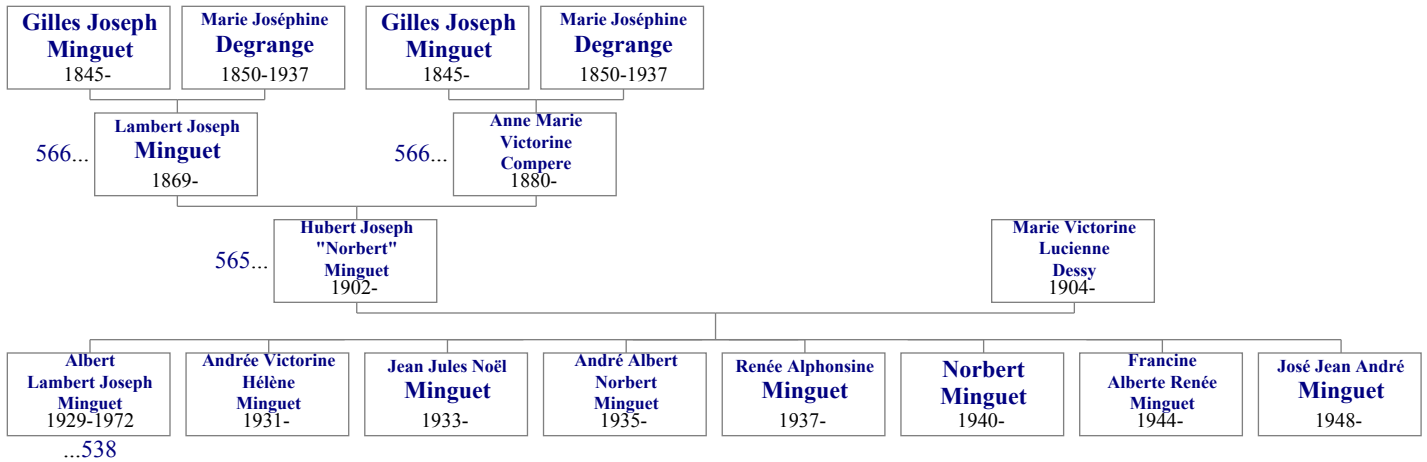 Gilles Joseph
Minguet
1845-
Marie Joséphine
Degrange
1850-1937
Gilles Joseph
Minguet
1845-
Marie Joséphine
Degrange
1850-1937
566...
Lambert Joseph
Minguet
1869-
566...
Anne Marie
Victorine
Compere
1880-
565...
Hubert Joseph
"Norbert"
Minguet
1902-
Marie Victorine
Lucienne
Dessy
1904-
Albert
Lambert Joseph
Minguet
1929-1972
...538
Andrée Victorine
Hélène
Minguet
1931-
Jean Jules Noël
Minguet
1933-
André Albert
Norbert
Minguet
1935-
Renée Alphonsine
Minguet
1937-
Norbert
Minguet
1940-
Francine
Alberte Renée
Minguet
1944-
José Jean André
Minguet
1948-